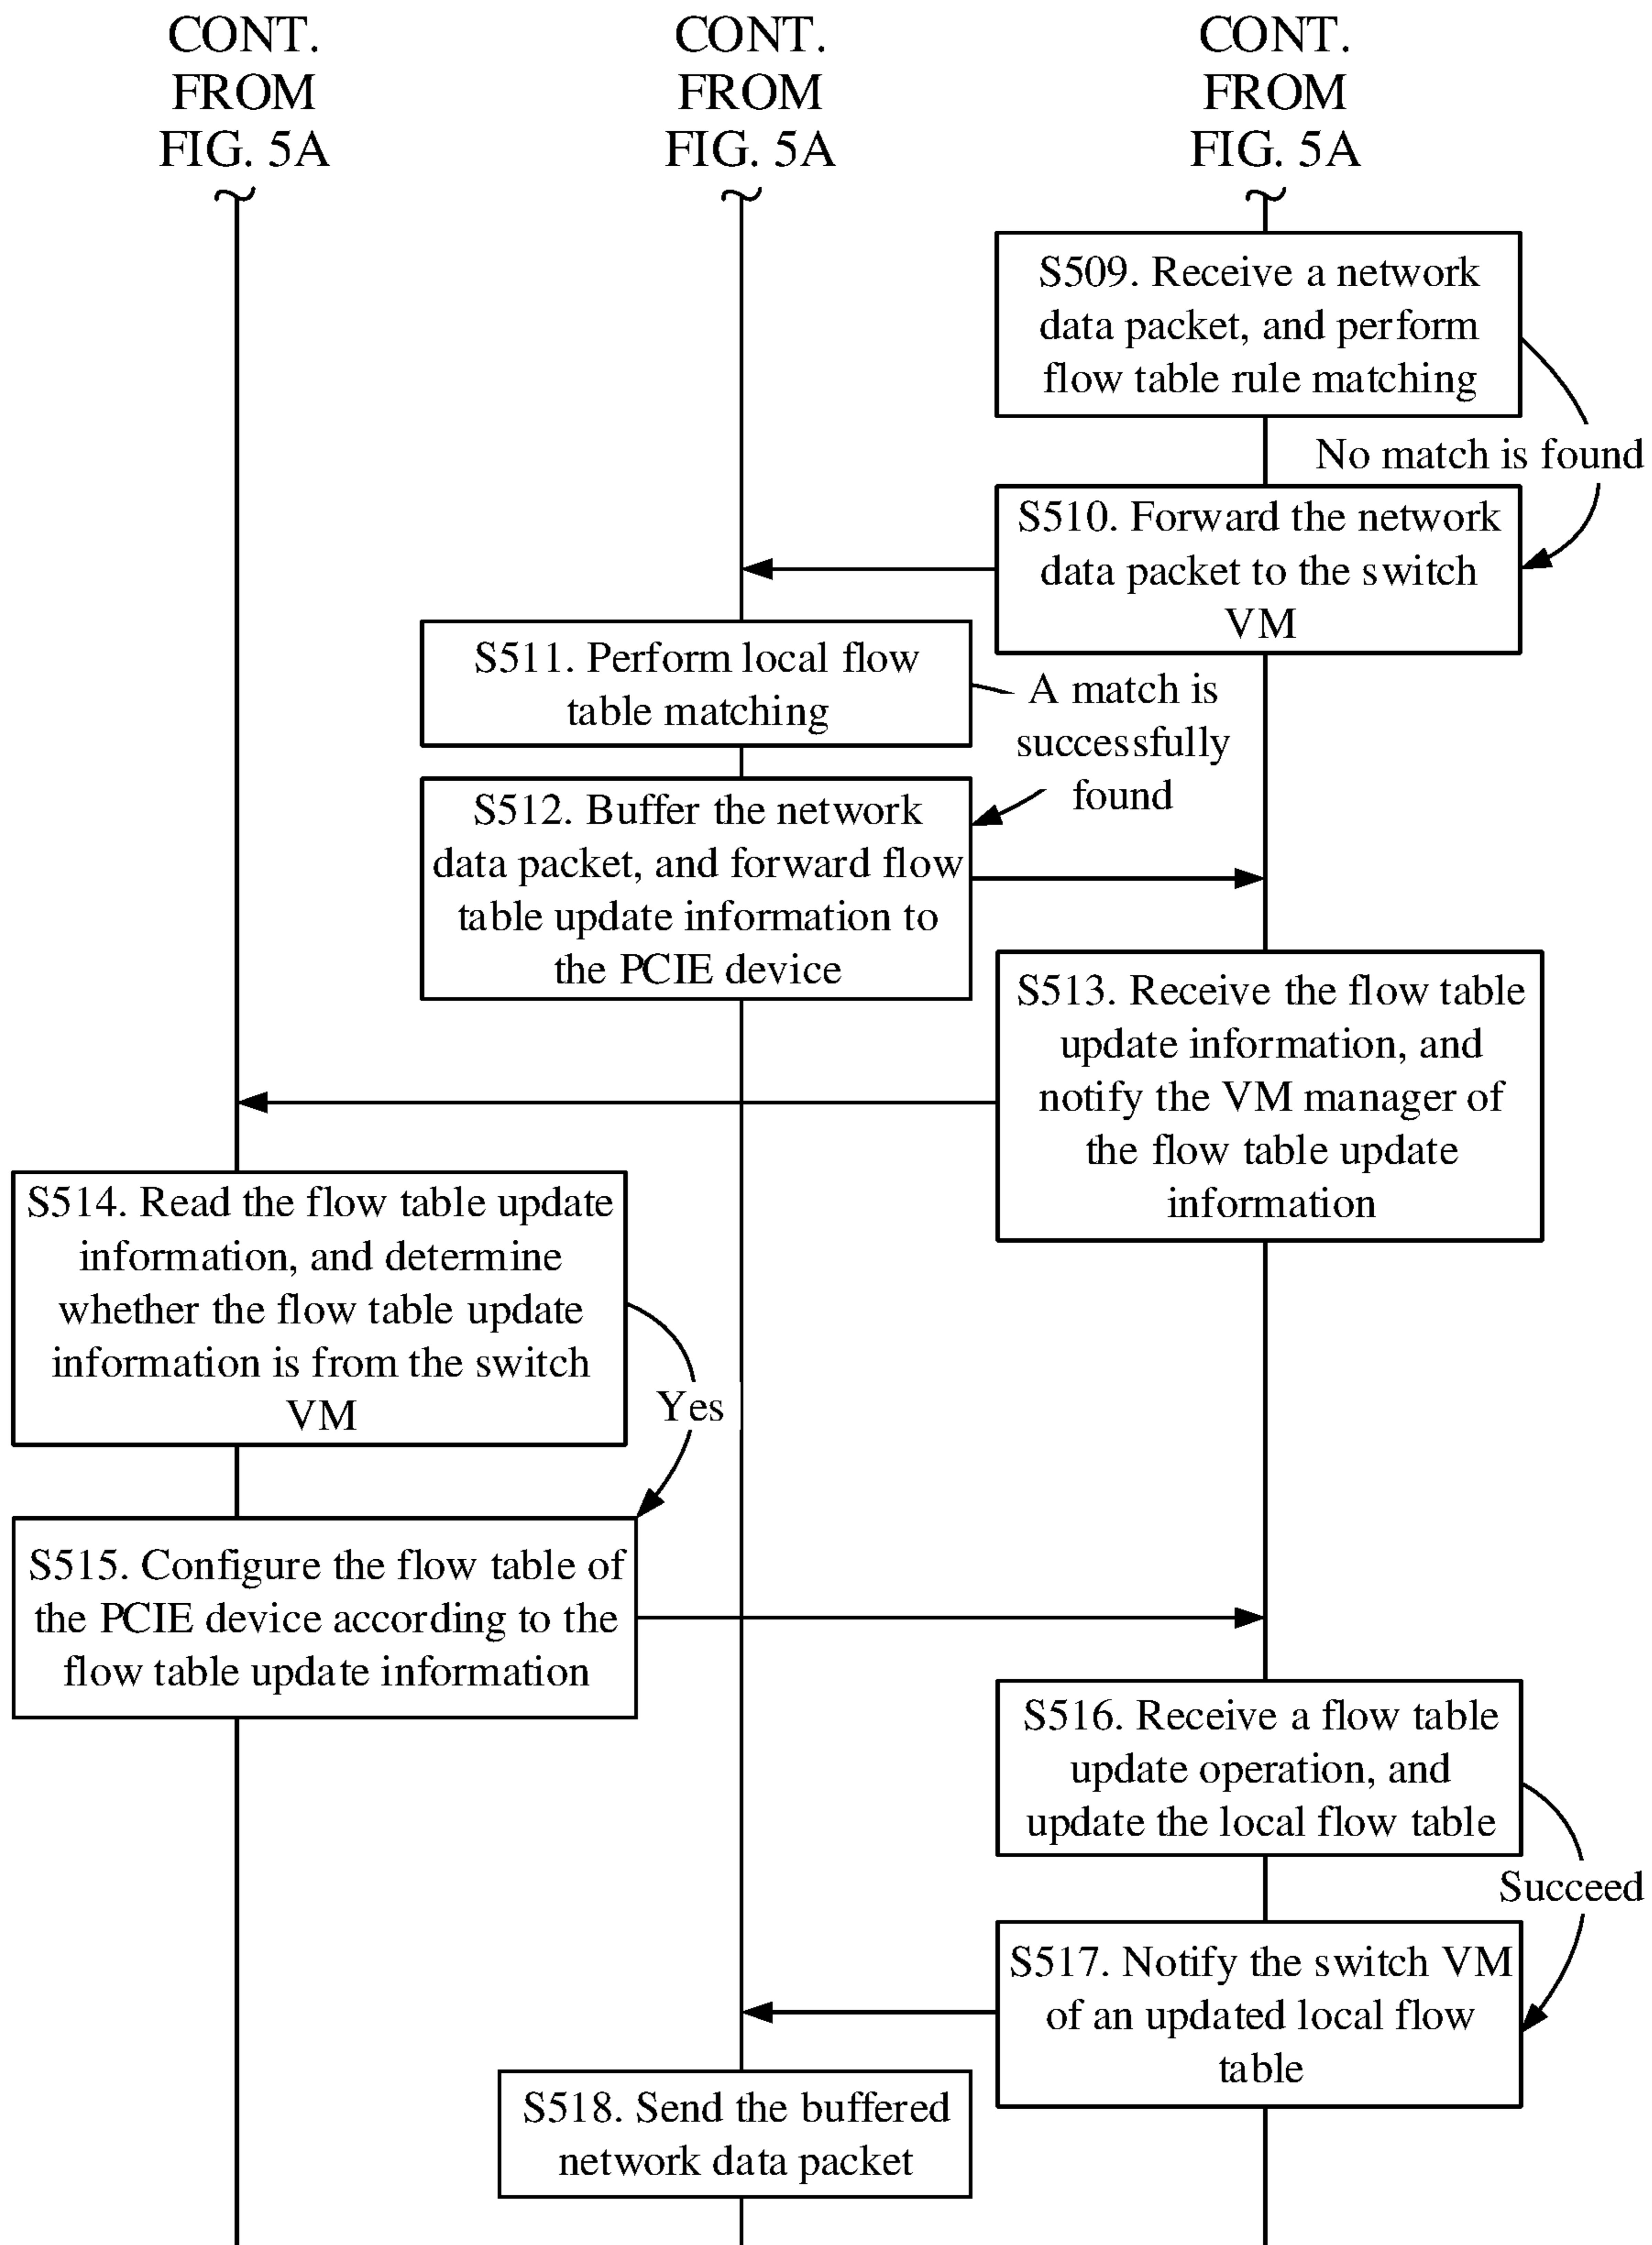 CONT.
FROM
FIG. 5A
CONT.
FROM
FIG. 5A
CONT.
FROM
FIG. 5A
S509. Receive a network
data packet, and perform
flow table rule matching
No match is found
S510. Forward the network
data packet to the switch
VM
S511. Perform local flow
table matching
A match is
successfully
found
S512. Buffer the network
data packet, and forward flow
table update information to
the PCIE device
S513. Receive the flow table
update information, and
notify the VM manager of
the flow table update
information
S514. Read the flow table update
information, and determine
whether the flow table update
information is from the switch
VM
Yes
S515. Configure the flow table of
the PCIE device according to the
flow table update information
S516. Receive a flow table
update operation, and
update the local flow table
Succeed
S517. Notify the switch VM
of an updated local flow
table
S518. Send the buffered
network data packet